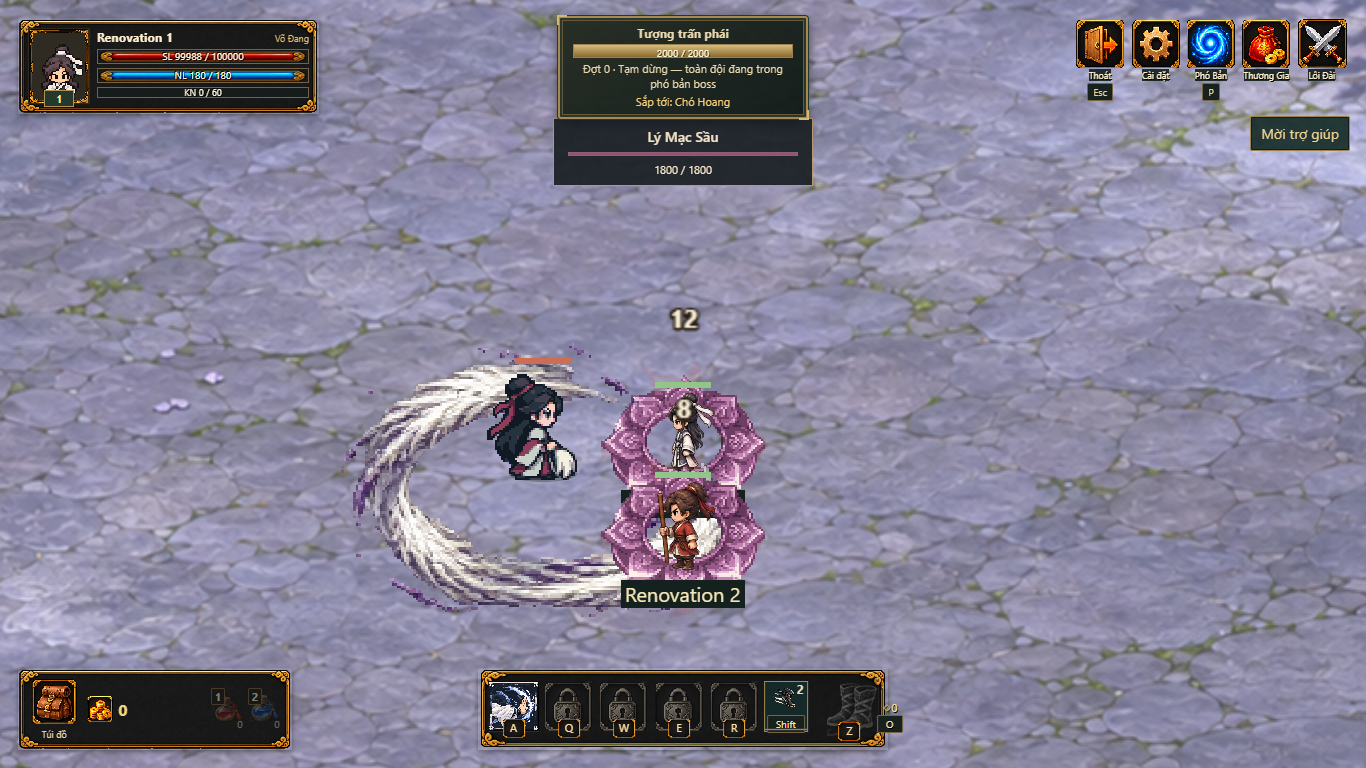 Renovation 1
Võ Đang
SL 99988 / 100000
NL 180 / 180
KN 0 / 60
1
Tượng trấn phái
2000 / 2000
Đợt 0 · Tạm dừng — toàn đội đang trong
phó bản boss
Sắp tới: Chó Hoang
Lý Mạc Sầu
1800 / 1800
Thoát
Cài đặt
Phó Bản
Thương Gia
Lôi Đài
Esc
P
Mời trợ giúp
12
8
Renovation 2
Túi đồ
0
1
0
2
0
A
Q
W
E
R
2
Shift
Z
0
O